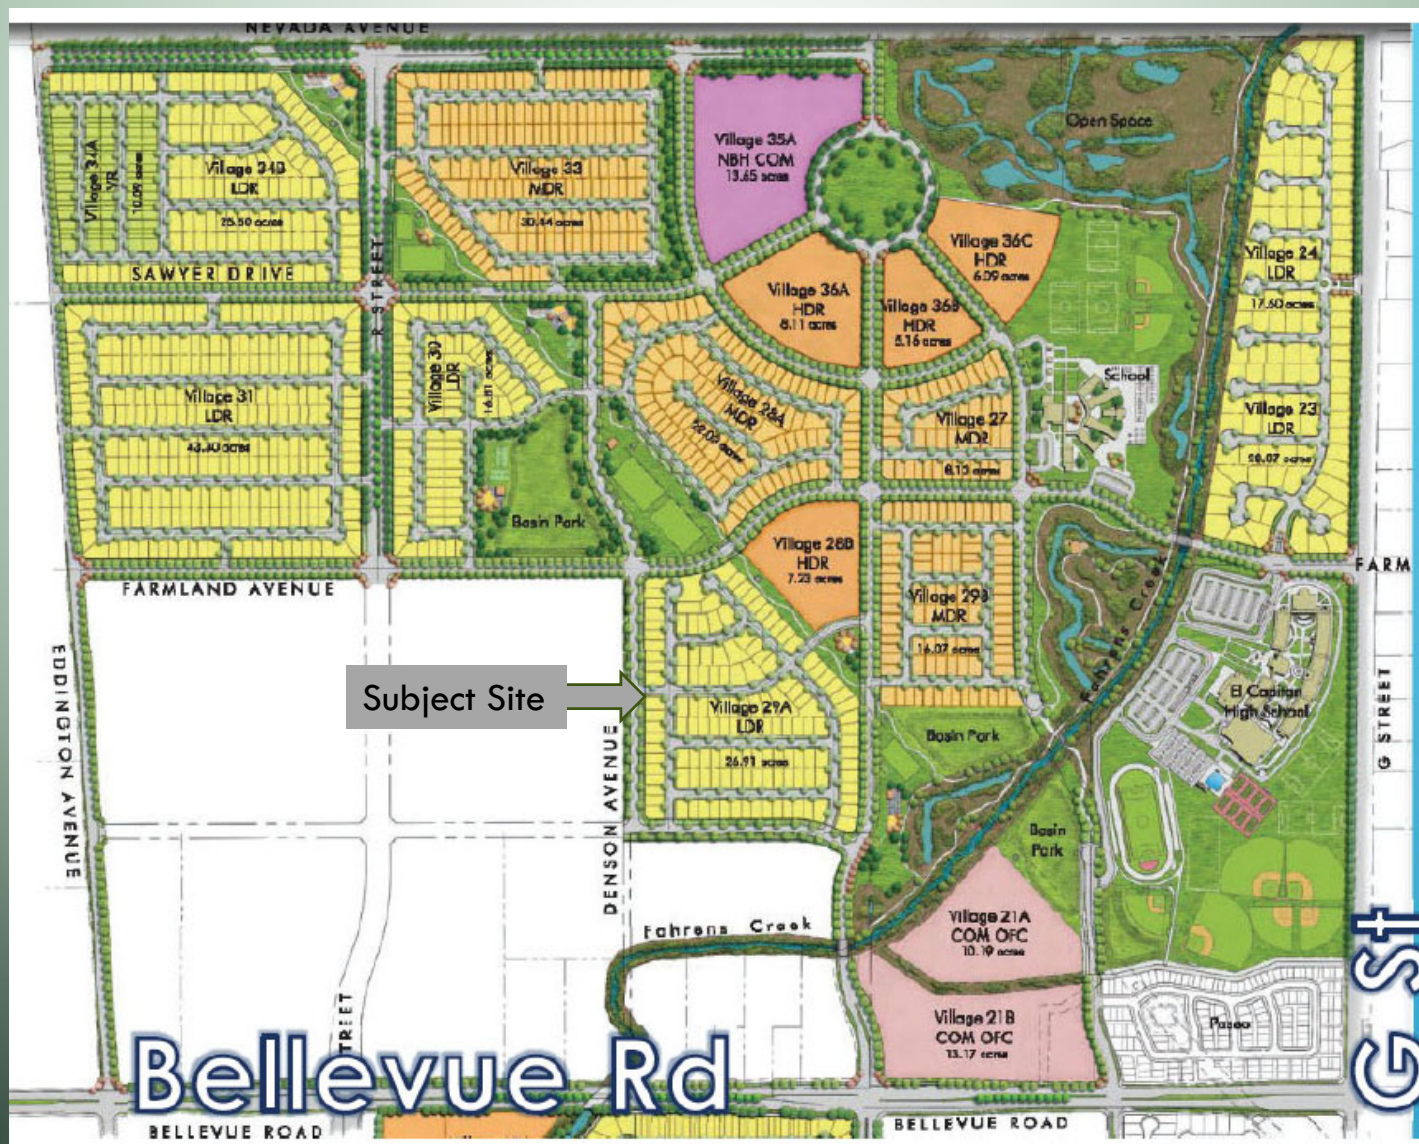 NEVADA AVENUE
Village 35A
NBH COM
13.65 acres
Open Space
Village 34A
VR
Village 34B
LDR
Village 33
MDR
30.44 acres
SAWYER DRIVE
R STREET
Village 36C
HDR
6.09 acres
Village 24
LDR
17.60 acres
Village 36A
HDR
8.11 acres
Village 36B
HDR
5.16 acres
Village 31
LDR
Village 30
LDR
Village 28A
MDR
School
Village 27
MDR
8.15 acres
Village 23
LDR
Basin Park
Village 28B
HDR
7.23 acres
FARMLAND AVENUE
FARM
Village 29B
MDR
16.07 acres
Fahrens Creek
EDDINGTON AVENUE
Subject Site
Village 29A
LDR
26.91 acres
El Capitan
High School
G STREET
Basin Park
DENSON AVENUE
Basin
Park
Fahrens Creek
Village 21A
COM OFC
10.19 acres
G St
Village 21B
COM OFC
13.17 acres
Paseo
TREET
Bellevue Rd
BELLEVUE ROAD
BELLEVUE ROAD